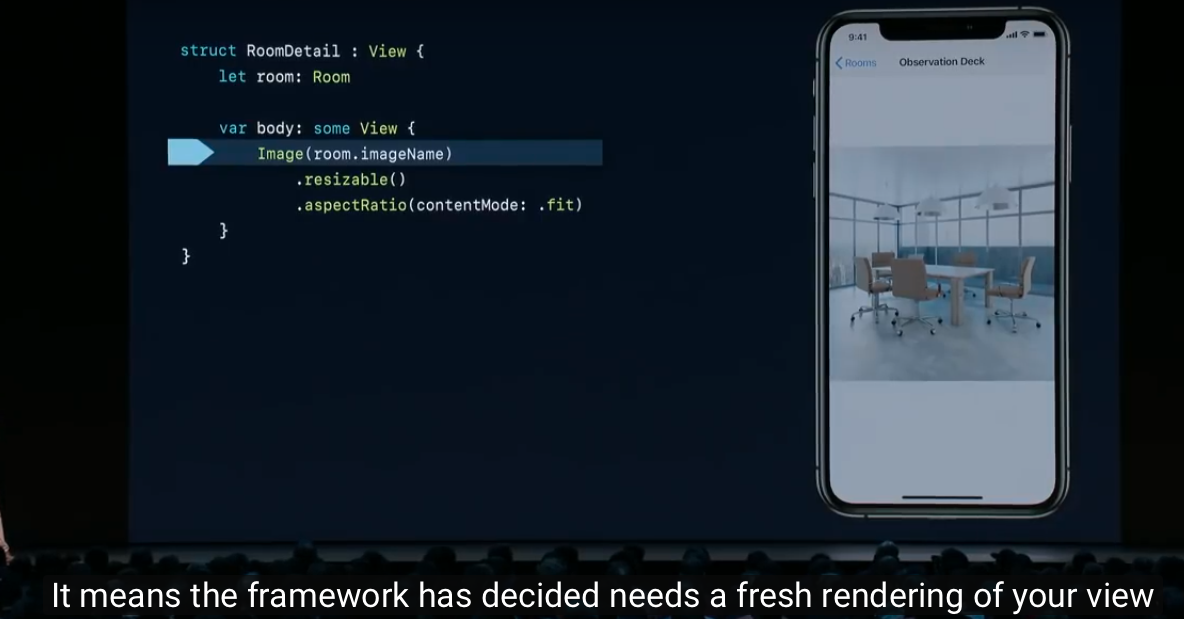 struct RoomDetail : View {
let room: Room
var body: some View {
Image(room.imageName)
.resizable()
.aspectRatio(contentMode: .fit)
}
}
9:41
Rooms
Observation Deck
It means the framework has decided needs a fresh rendering of your view